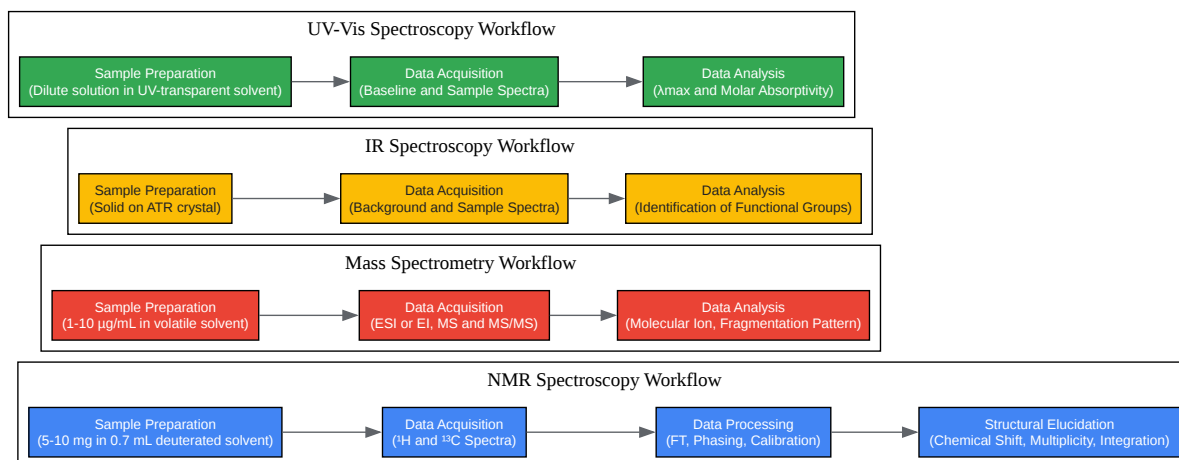 UV-Vis Spectroscopy Workflow
Sample Preparation
(Dilute solution in UV-transparent solvent)
Data Acquisition
(Baseline and Sample Spectra)
Data Analysis
(λmax and Molar Absorptivity)
IR Spectroscopy Workflow
Sample Preparation
(Solid on ATR crystal)
Data Acquisition
(Background and Sample Spectra)
Data Analysis
(Identification of Functional Groups)
Mass Spectrometry Workflow
Sample Preparation
(1-10 µg/mL in volatile solvent)
Data Acquisition
(ESI or EI, MS and MS/MS)
Data Analysis
(Molecular Ion, Fragmentation Pattern)
NMR Spectroscopy Workflow
Sample Preparation
(5-10 mg in 0.7 mL deuterated solvent)
Data Acquisition
(¹H and ¹³C Spectra)
Data Processing
(FT, Phasing, Calibration)
Structural Elucidation
(Chemical Shift, Multiplicity, Integration)